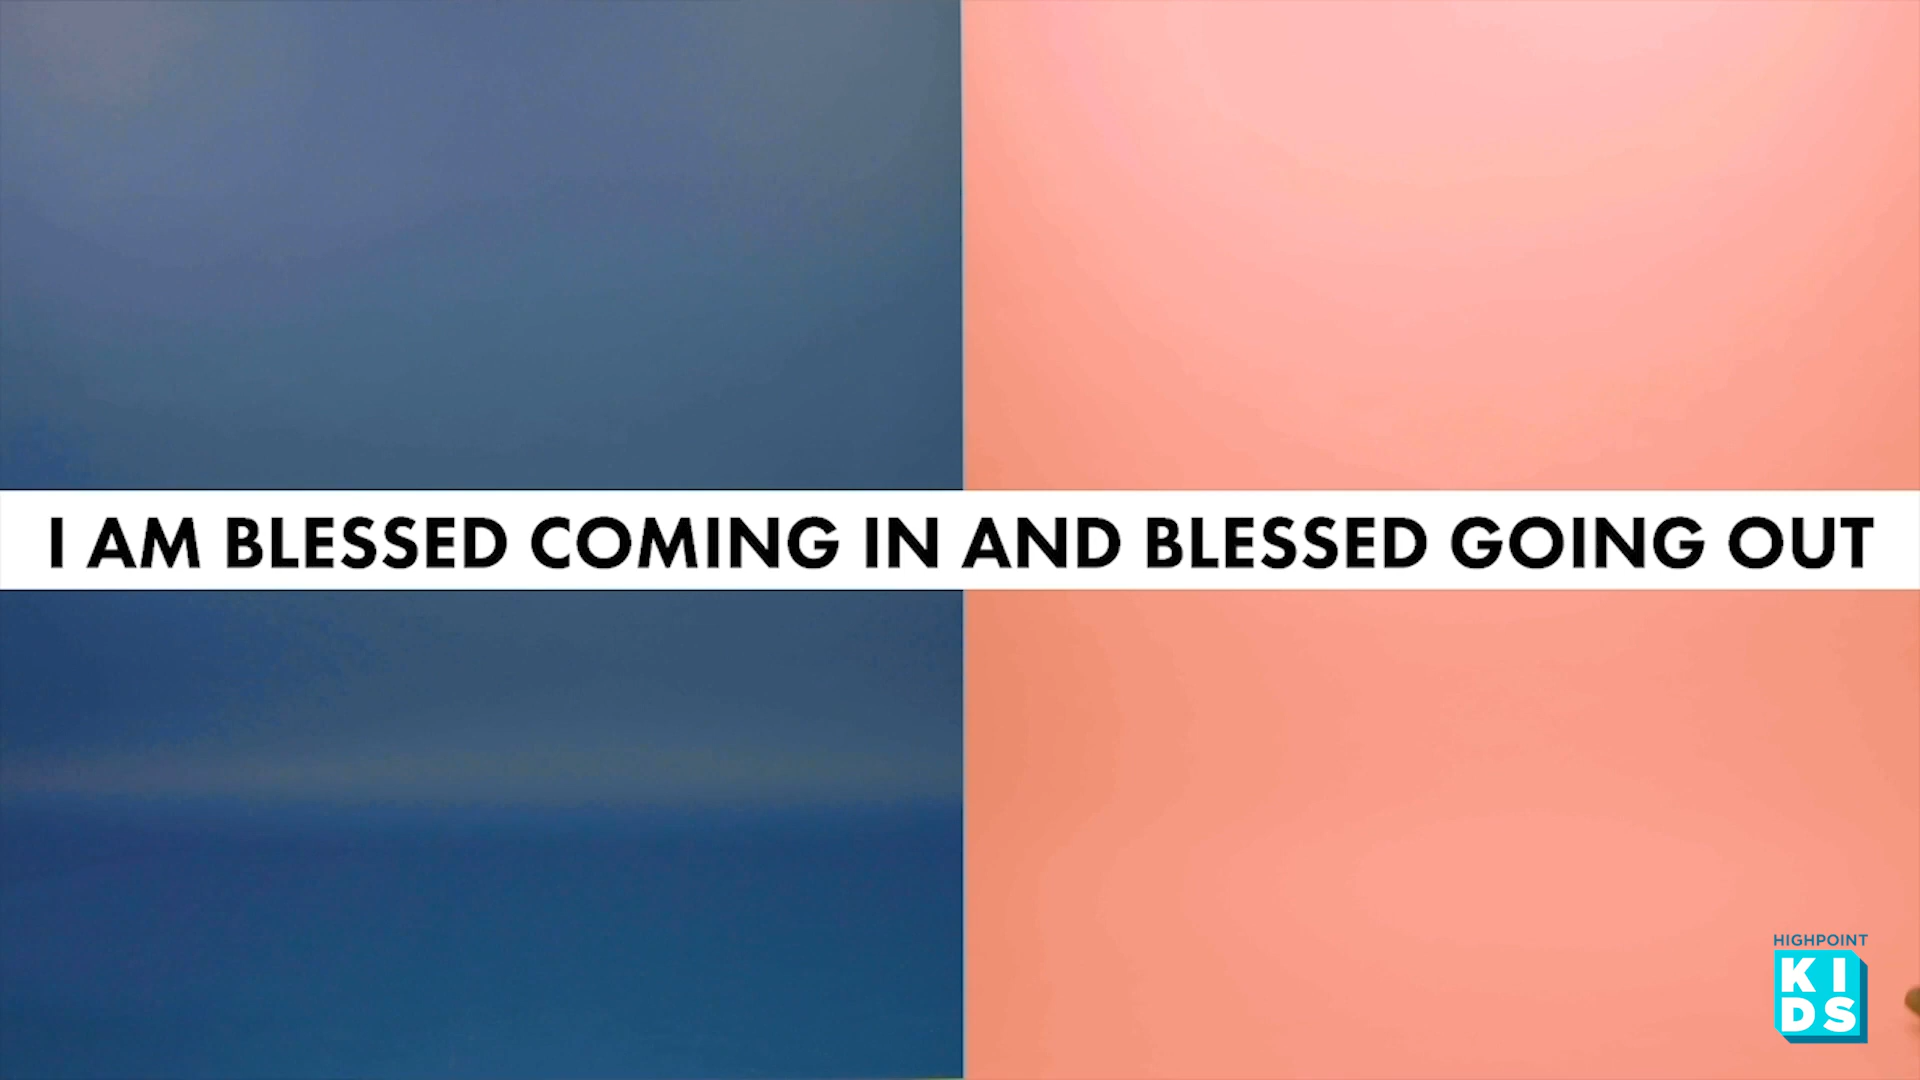 I AM BLESSED COMING IN AND BLESSED GOING OUT
HIGHPOINT
KI
DS